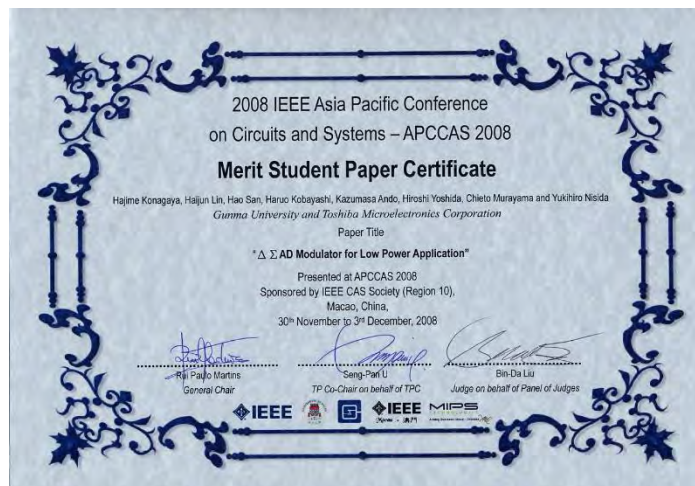 2008 IEEE Asia Pacific Conference
on Circuits and Systems – APCCAS 2008
Merit Student Paper Certificate
Hajime Konagaya, Haijun Lin, Hao San, Haruo Kobayashi, Kazumasa Ando, Hiroshi Yoshida, Chieto Murayama and Yukihiro Nisida
Gunma University and Toshiba Microelectronics Corporation
Paper Title
"Δ Σ AD Modulator for Low Power Application"
Presented at APCCAS 2008
Sponsored by IEEE CAS Society (Region 10),
Macao, China,
30th November to 3rd December, 2008
Rui Paulo Martins
General Chair
Seng-Pan U
TP Co-Chair on behalf of TPC
Bin-Da Liu
Judge on behalf of Panel of Judges
IEEE
IEEE
MIPS